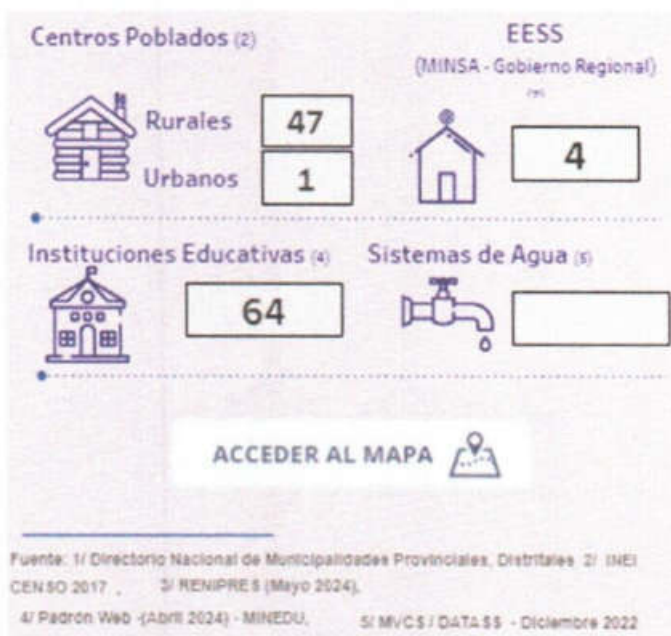 Centros Poblados (2)
EESS
(MINSA - Gobierno Regional)
Rurales 47
Urbanos 1
4
Instituciones Educativas (4)
64
Sistemas de Agua (5)
ACCEDER AL MAPA
Fuente: 1/ Directorio Nacional de Municipalidades Provinciales, Distritales 2/ INEI
CENSO 2017 , 3/ RENIPRES (Mayo 2024),
4/ Padron Web -(Abril 2024) - MINEDU, 5/ MVCS / DATASS - Diciembre 2022